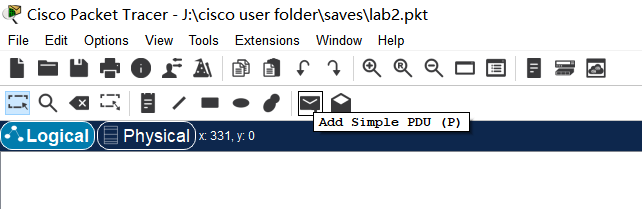 Cisco Packet Tracer - J:\cisco user folder\saves\lab2.pkt
File Edit Options View Tools Extensions Window Help
Add Simple PDU (P)
Logical Physical x: 331, y: 0